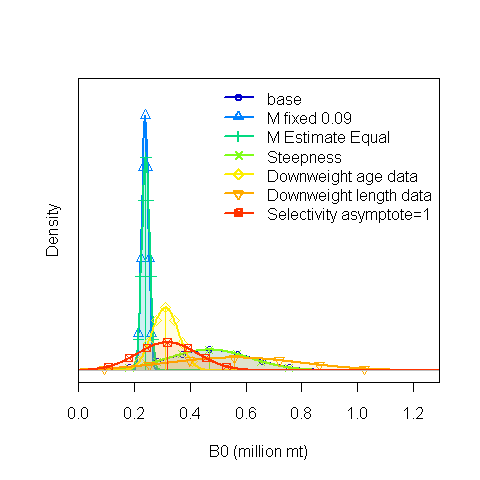 base
M fixed 0.09
M Estimate Equal
Steepness
Downweight age data
Downweight length data
Selectivity asymptote=1
Density
0.0 0.2 0.4 0.6 0.8 1.0 1.2
B0 (million mt)